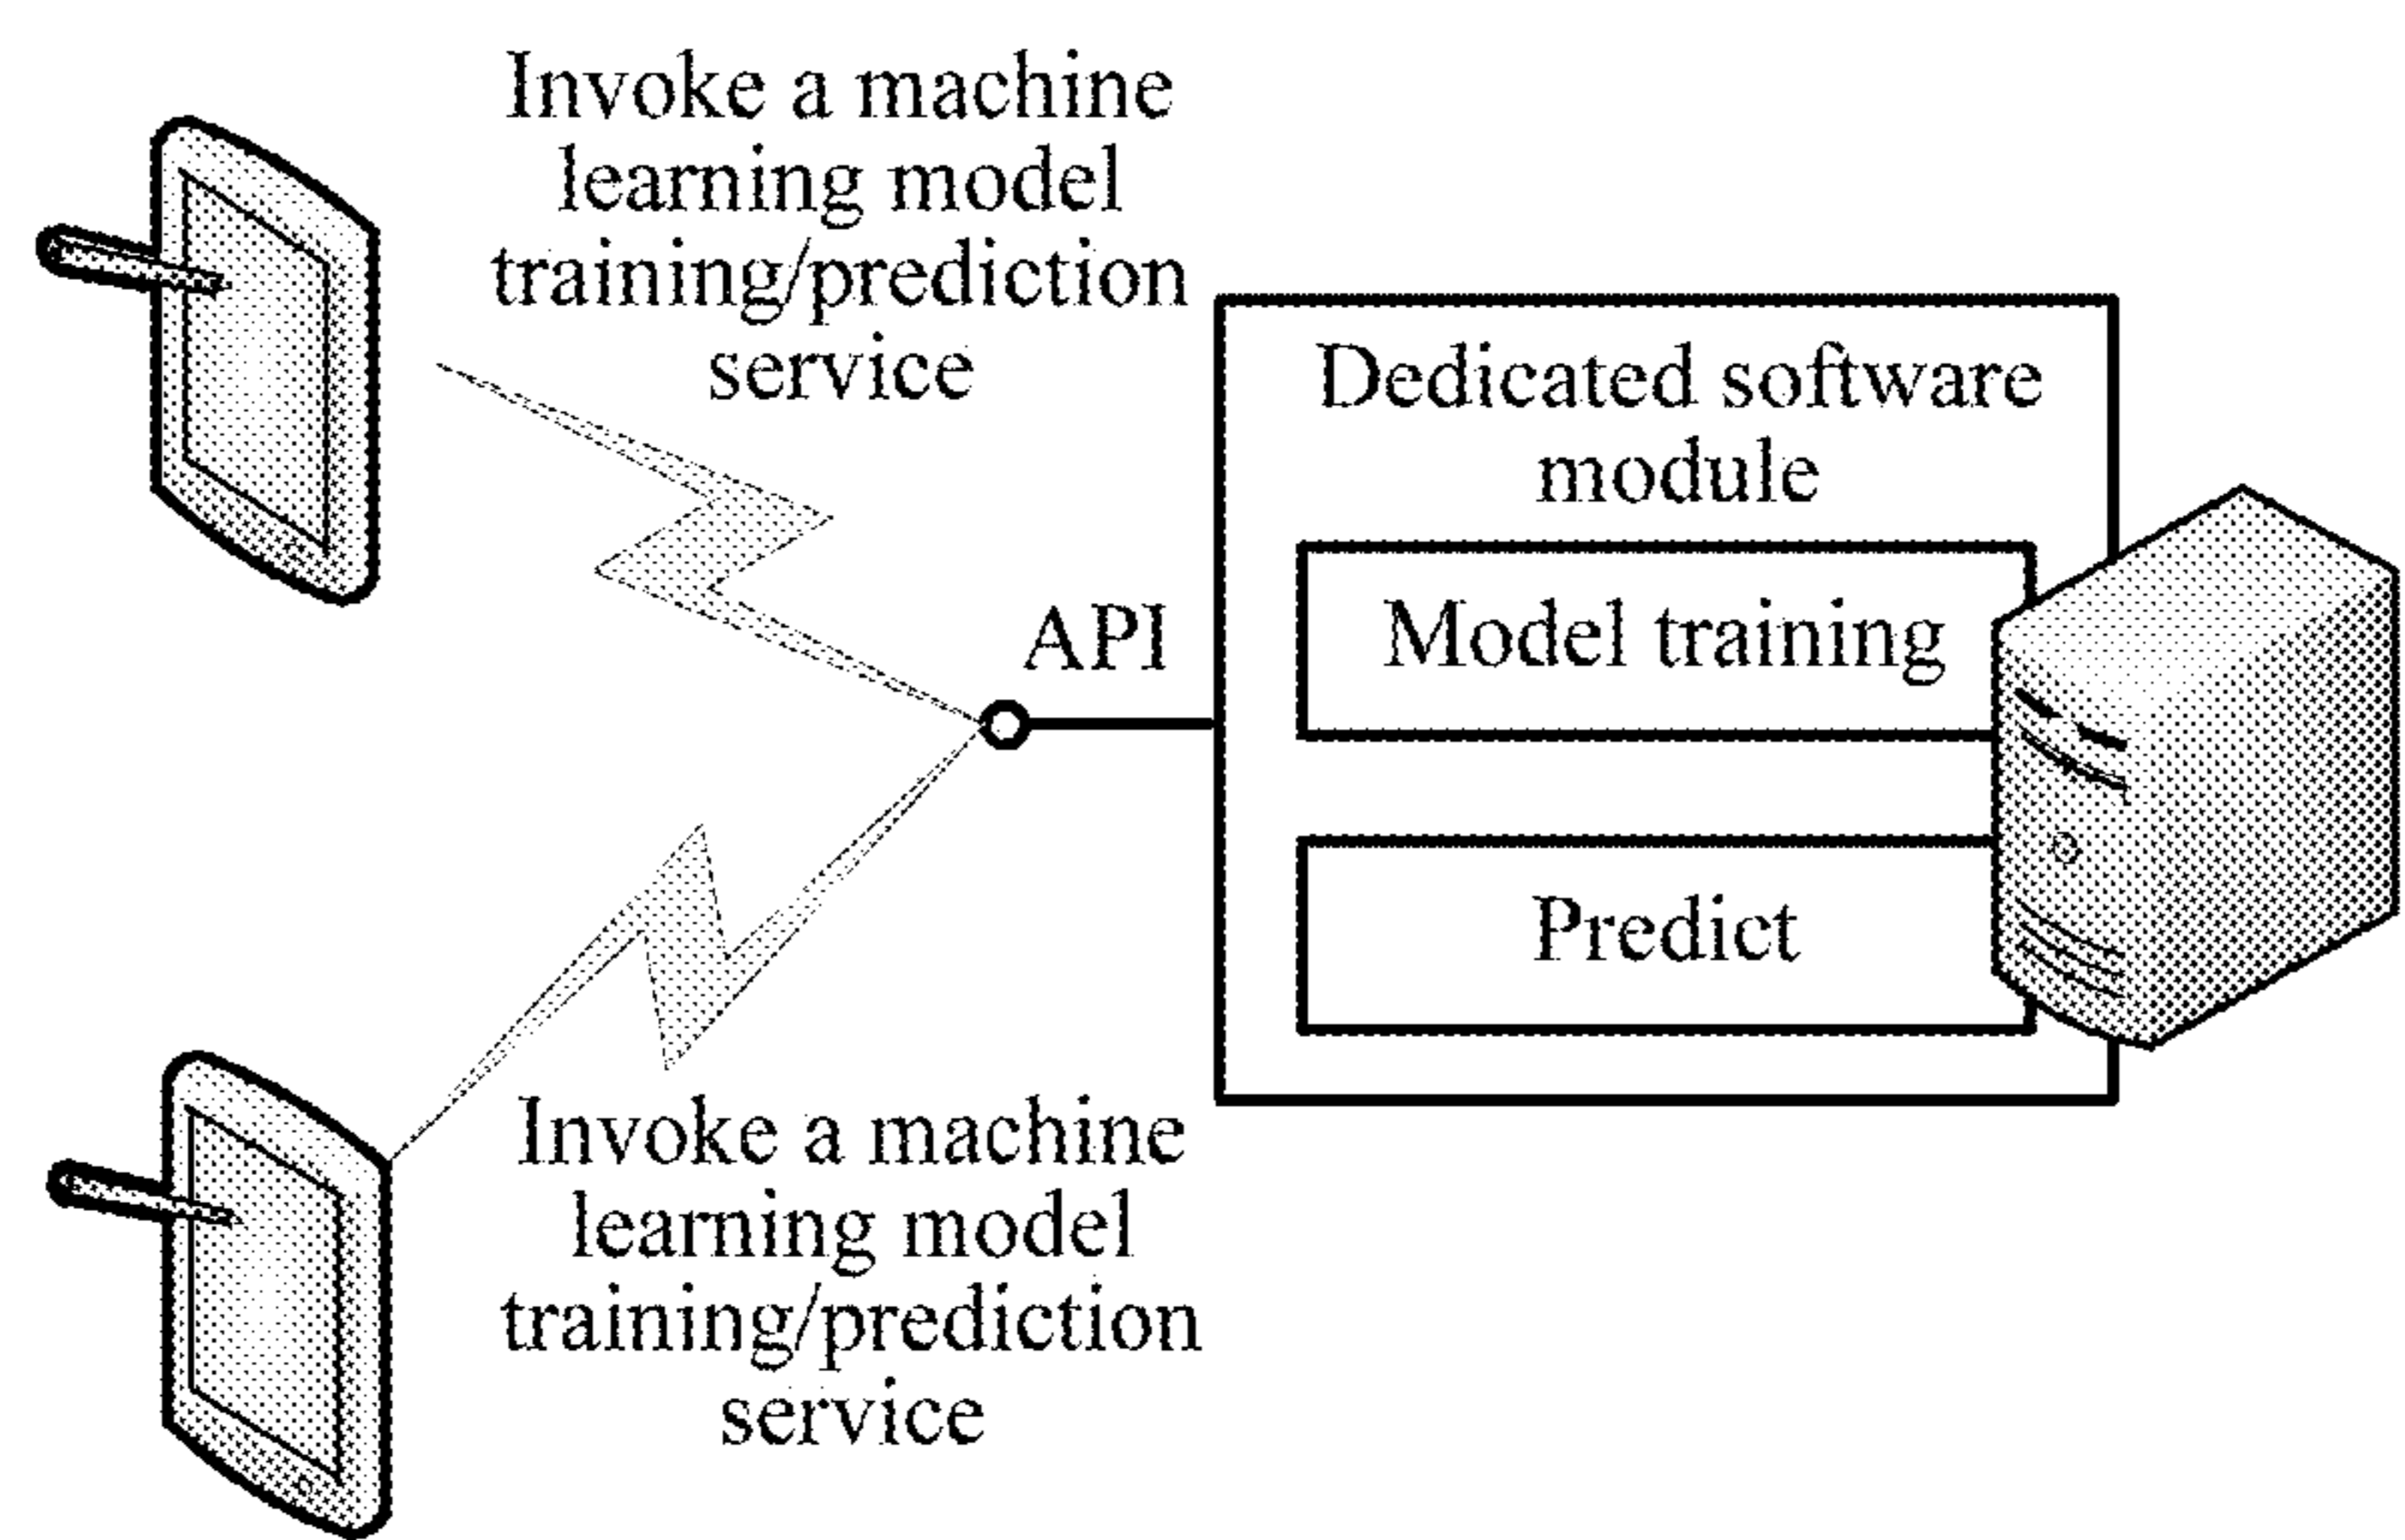 Invoke a machine
learning model
training/prediction
service
Dedicated software
module
Model training
API
Predict
Invoke a machine
learning model
training/prediction
service